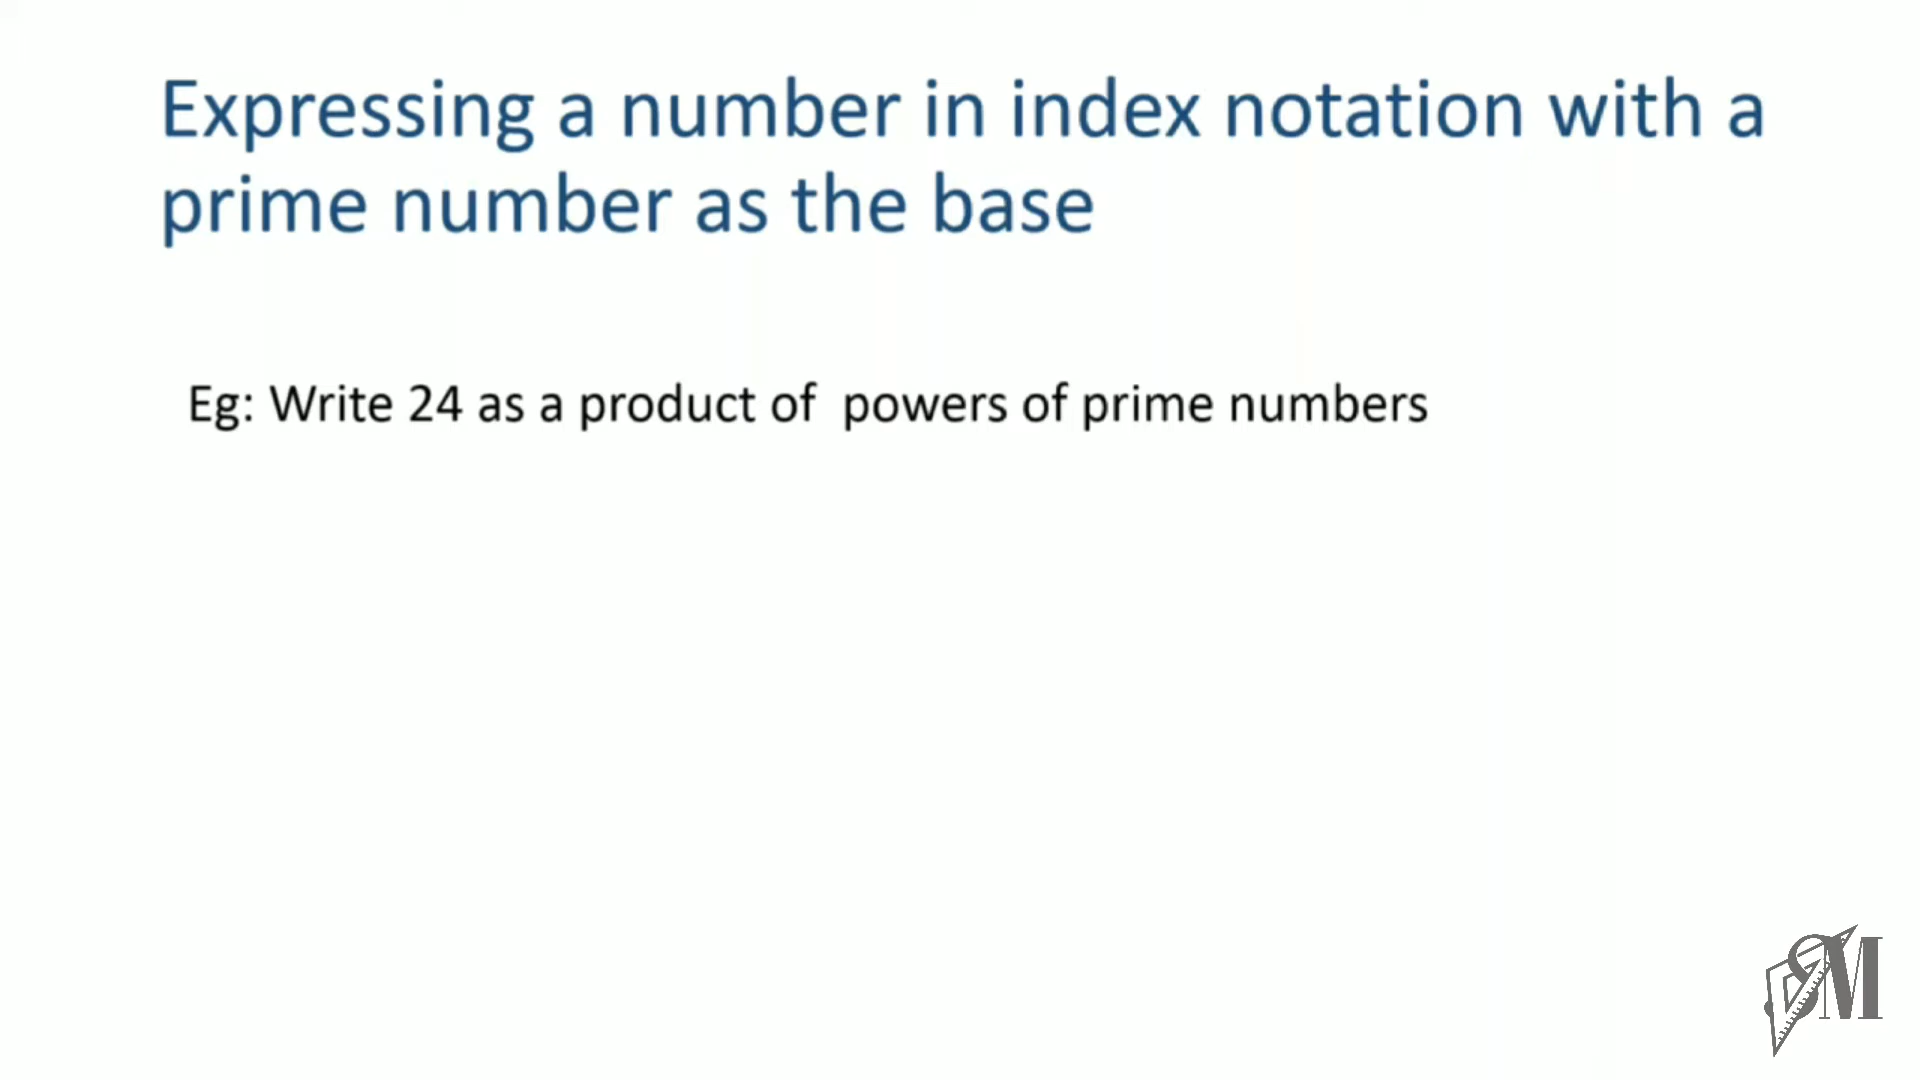 Expressing a number in index notation with a
prime number as the base
Eg: Write 24 as a product of  powers of prime numbers
SM